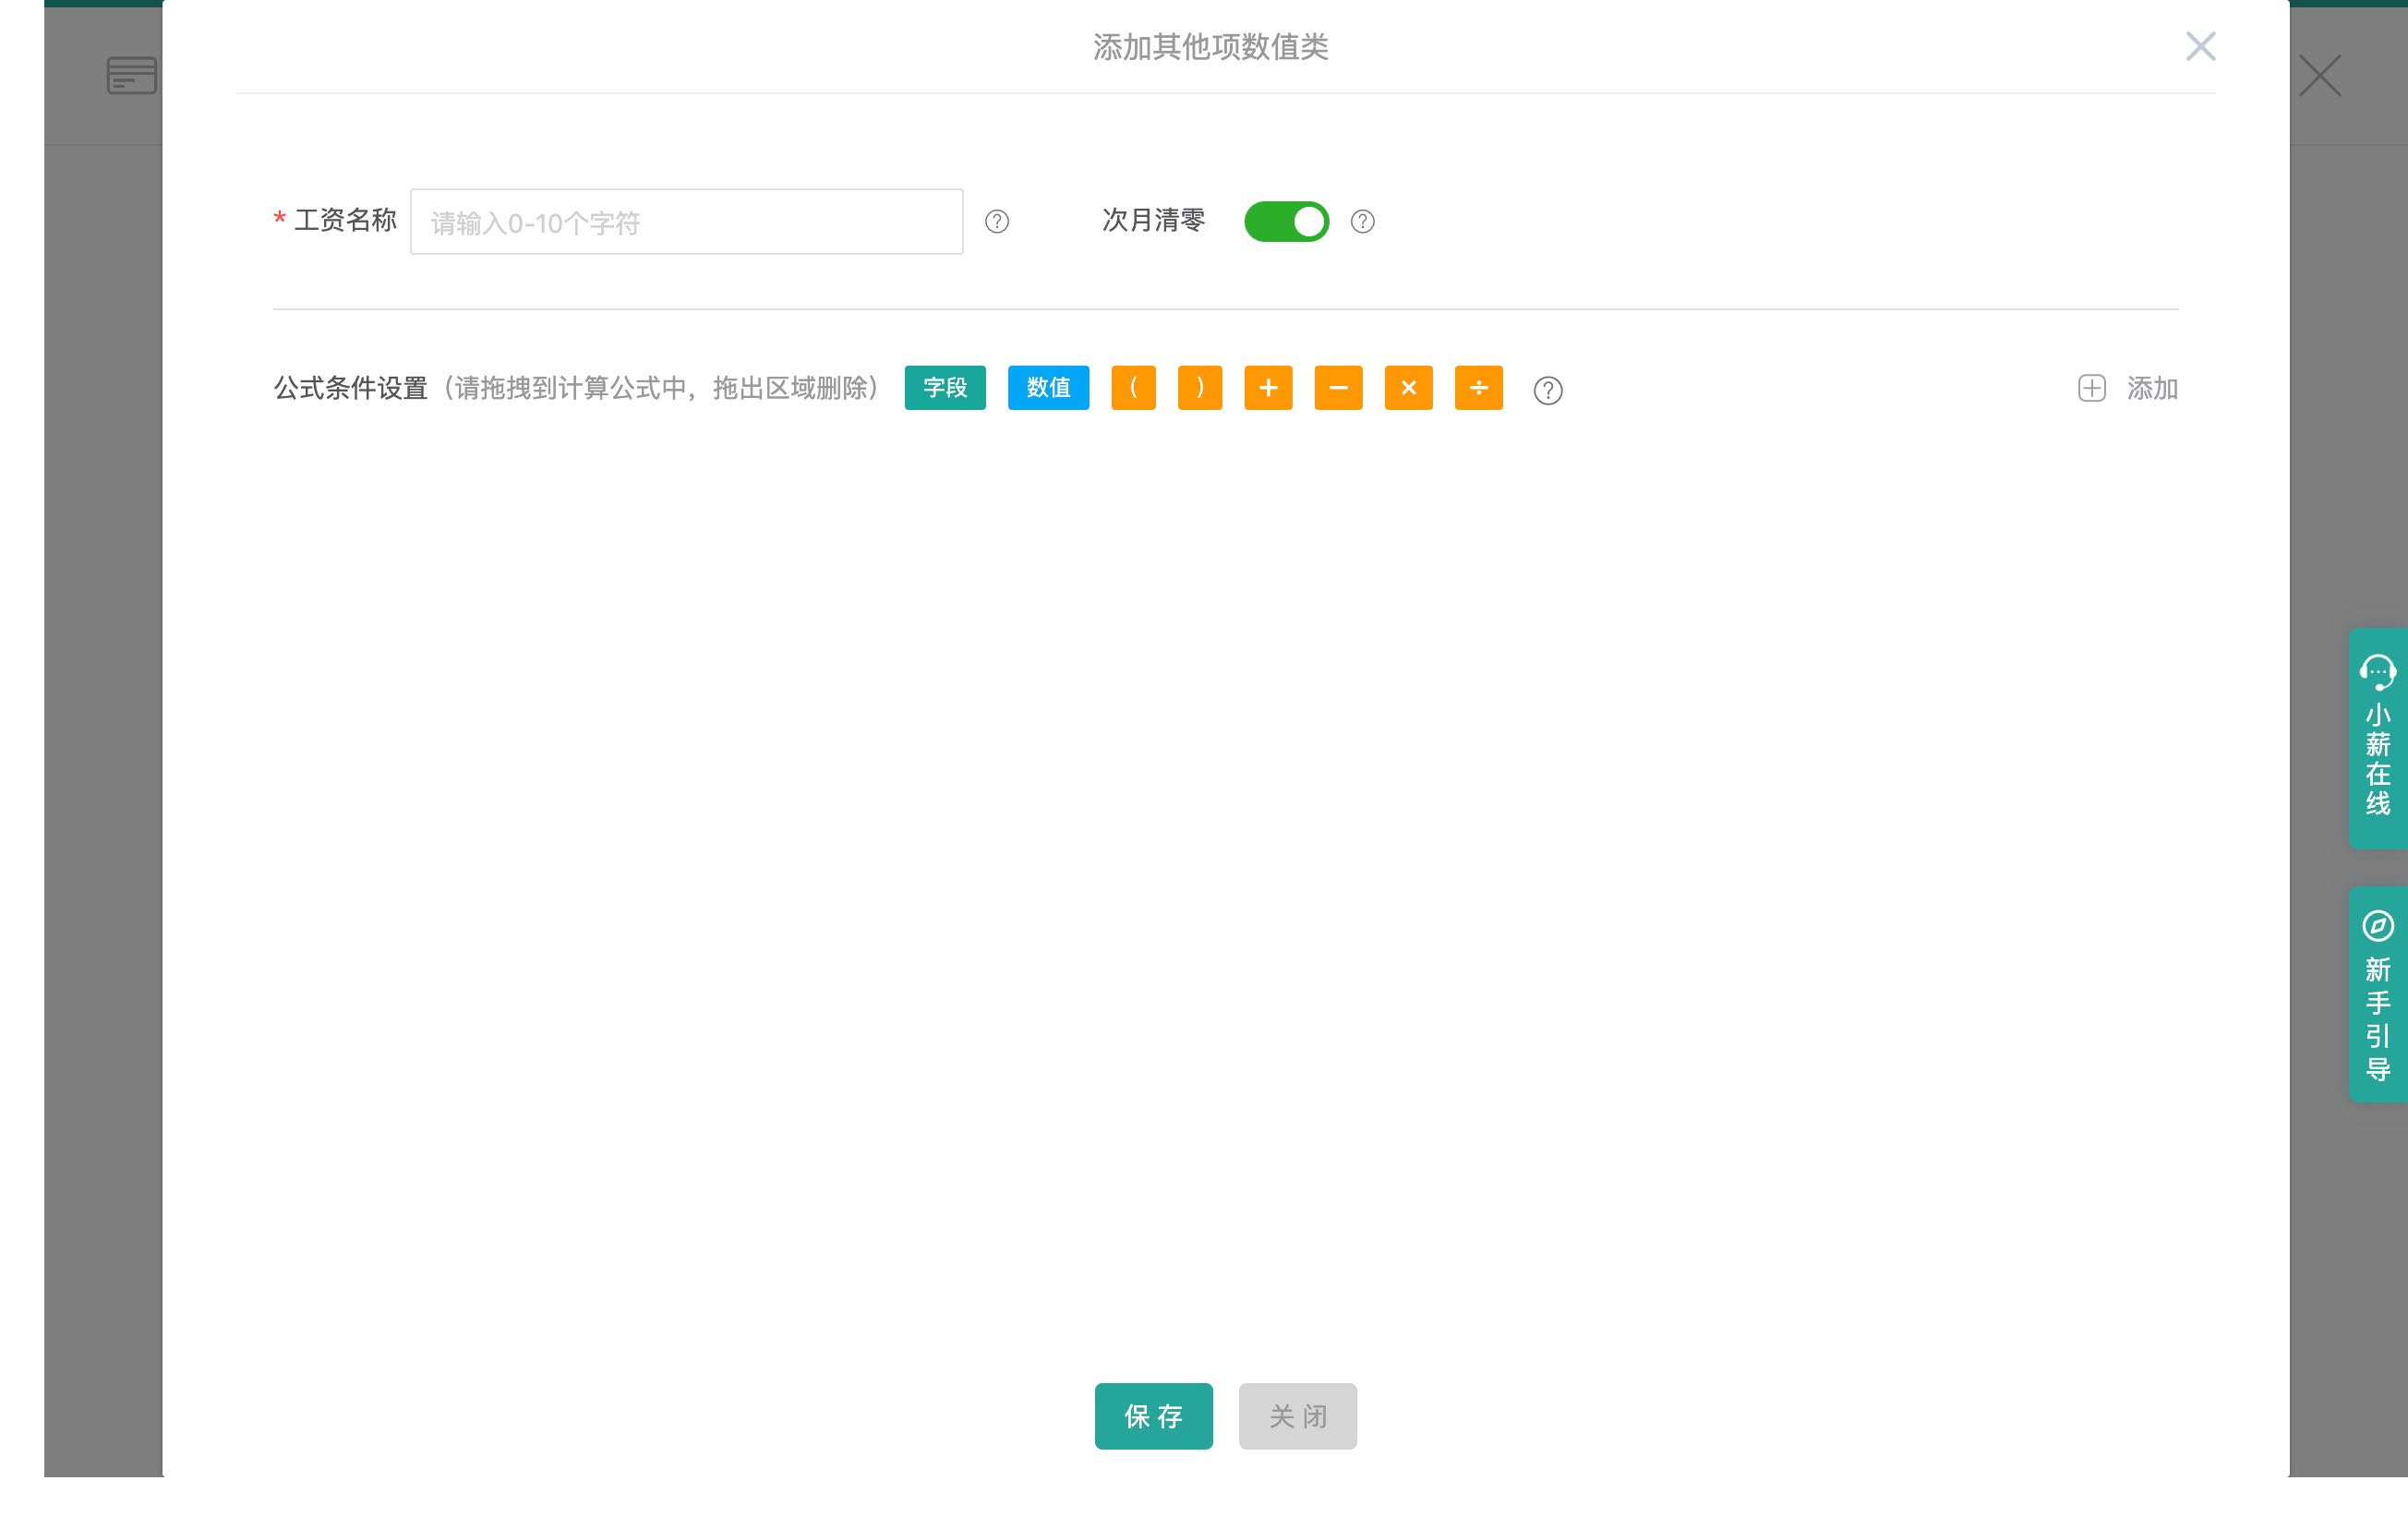 添加其他项数值类
* 工资名称 请输入0-10个字符 ? 次月清零 ?
公式条件设置（请拖拽到计算公式中，拖出区域删除） 字段 数值 ( ) + − × ÷ ? 添加
小薪在线
新手引导
保存 关闭